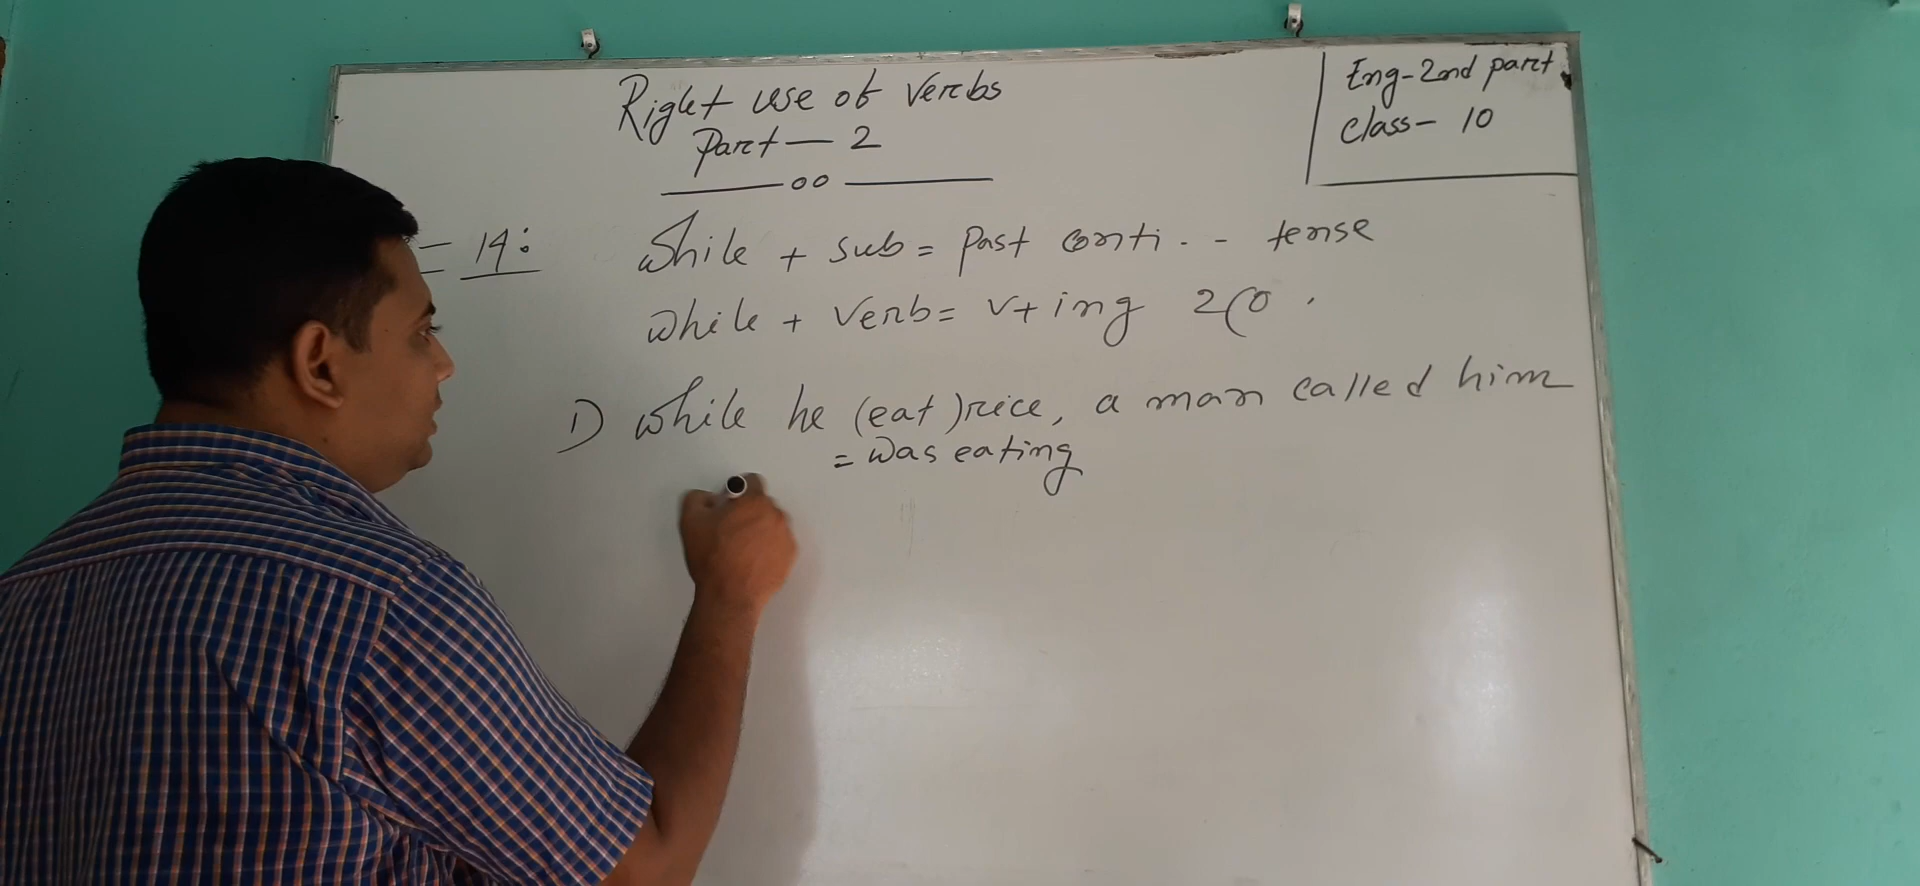 Right use of Verbs
Part — 2
Eng-2nd part
class- 10
= 14:
While + sub = Past conti . - tense
while + Verb = v+ing
1) while he (eat) rice, a man called him
= was eating